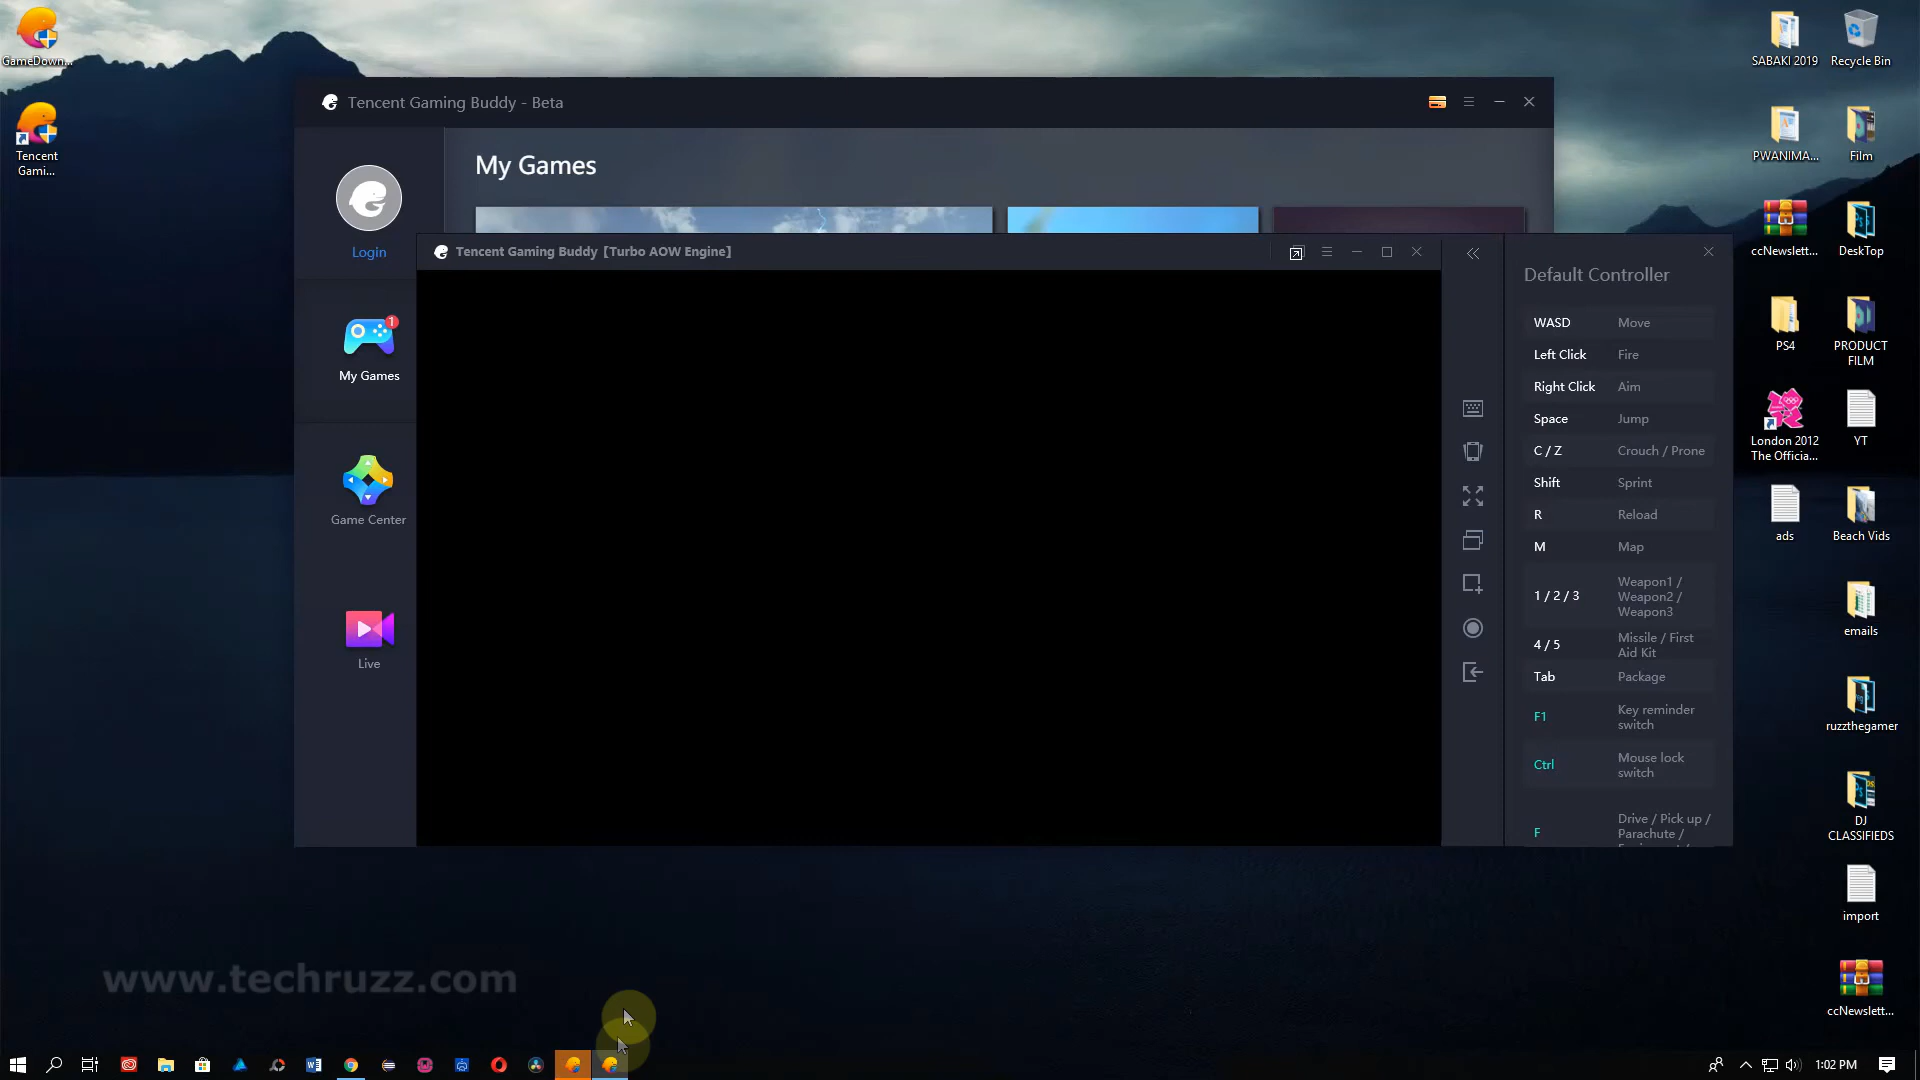 GameDown...
Tencent
Gami...
Tencent Gaming Buddy - Beta
Login
My Games
1
Game Center
Live
My Games
Tencent Gaming Buddy [Turbo AOW Engine]
Default Controller
WASD Move
Left Click Fire
Right Click Aim
Space Jump
C / Z Crouch / Prone
Shift Sprint
R Reload
M Map
1 / 2 / 3 Weapon1 /
Weapon2 /
Weapon3
4 / 5 Missile / First
Aid Kit
Tab Package
F1 Key reminder
switch
Ctrl Mouse lock
switch
F Drive / Pick up /
Parachute /
SABAKI 2019
Recycle Bin
PWANIMA...
Film
ccNewslett...
DeskTop
PS4
PRODUCT
FILM
London 2012
The Officia...
YT
ads
Beach Vids
emails
ruzzthegamer
DJ
CLASSIFIEDS
import
ccNewslett...
www.techruzz.com
1:02 PM